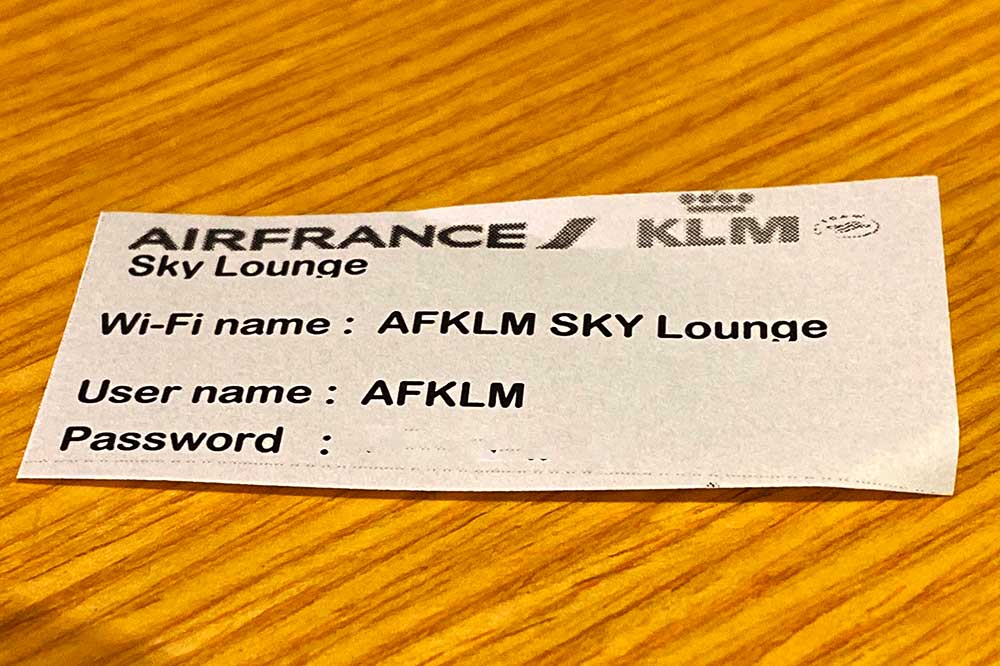 AIRFRANCE KLM
Sky Lounge
Wi-Fi name : AFKLM SKY Lounge
User name : AFKLM
Password :